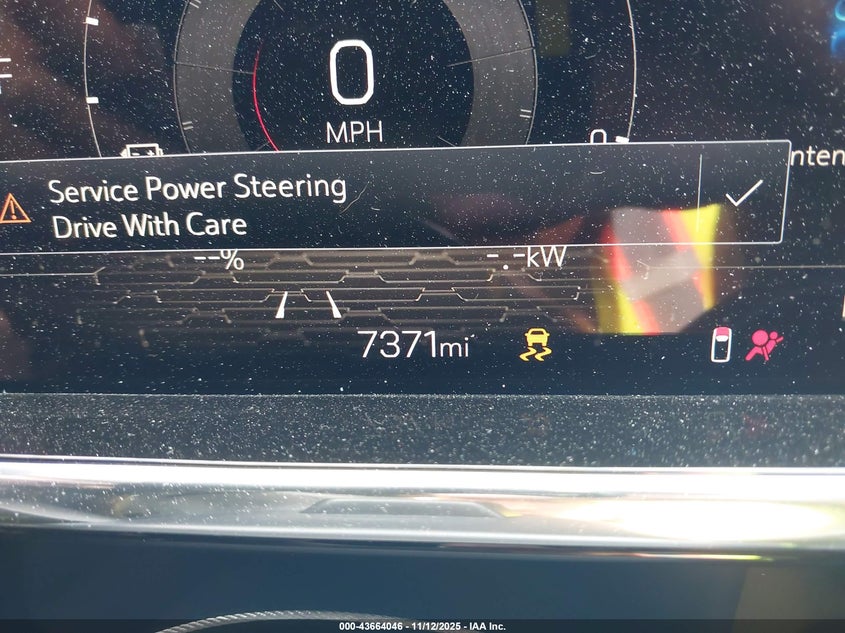 0
MPH
Service Power Steering
Drive With Care
--%
-.-kW
7371mi
000-43664046 - 11/12/2025 - IAA Inc.